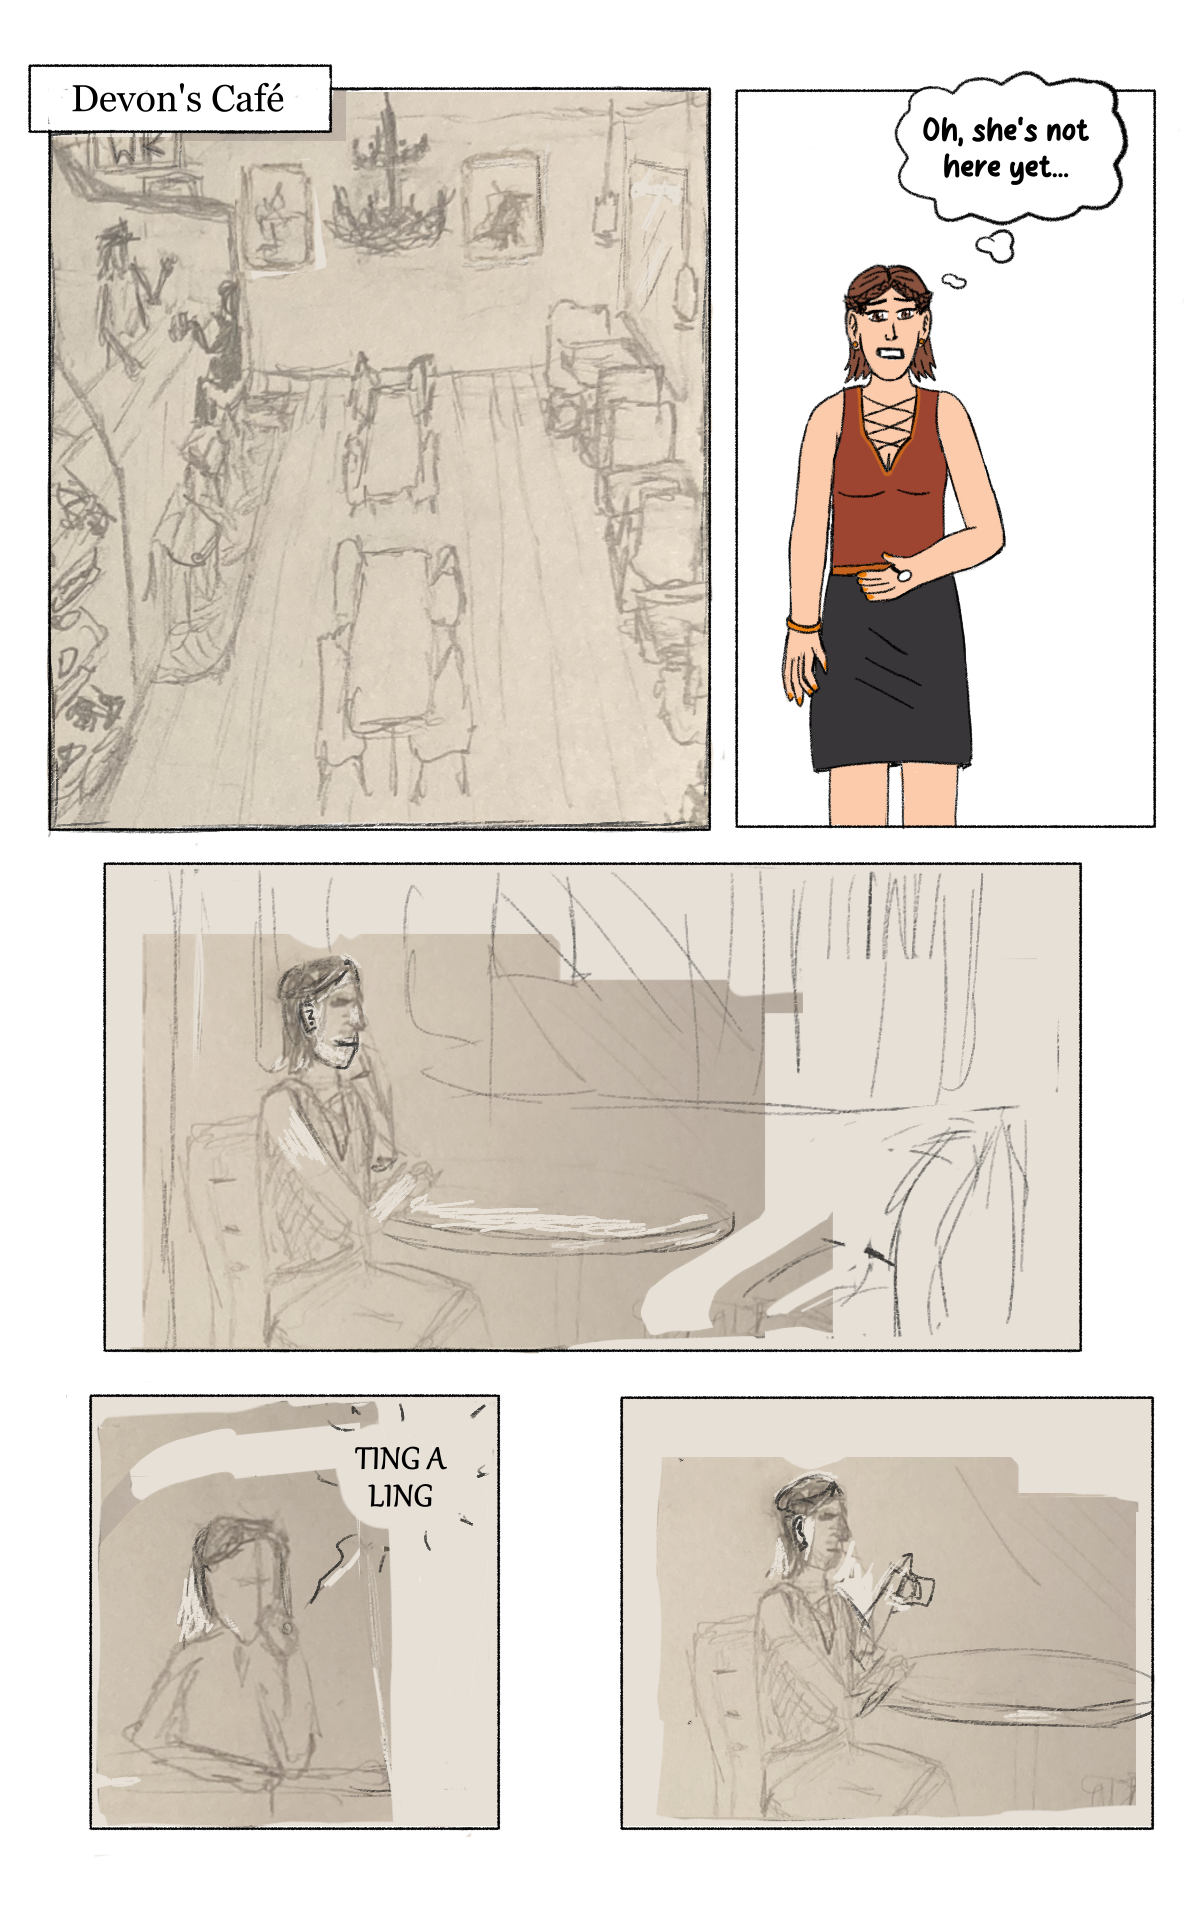 Devon's Café
Oh, she's not
here yet...
TING A
LING